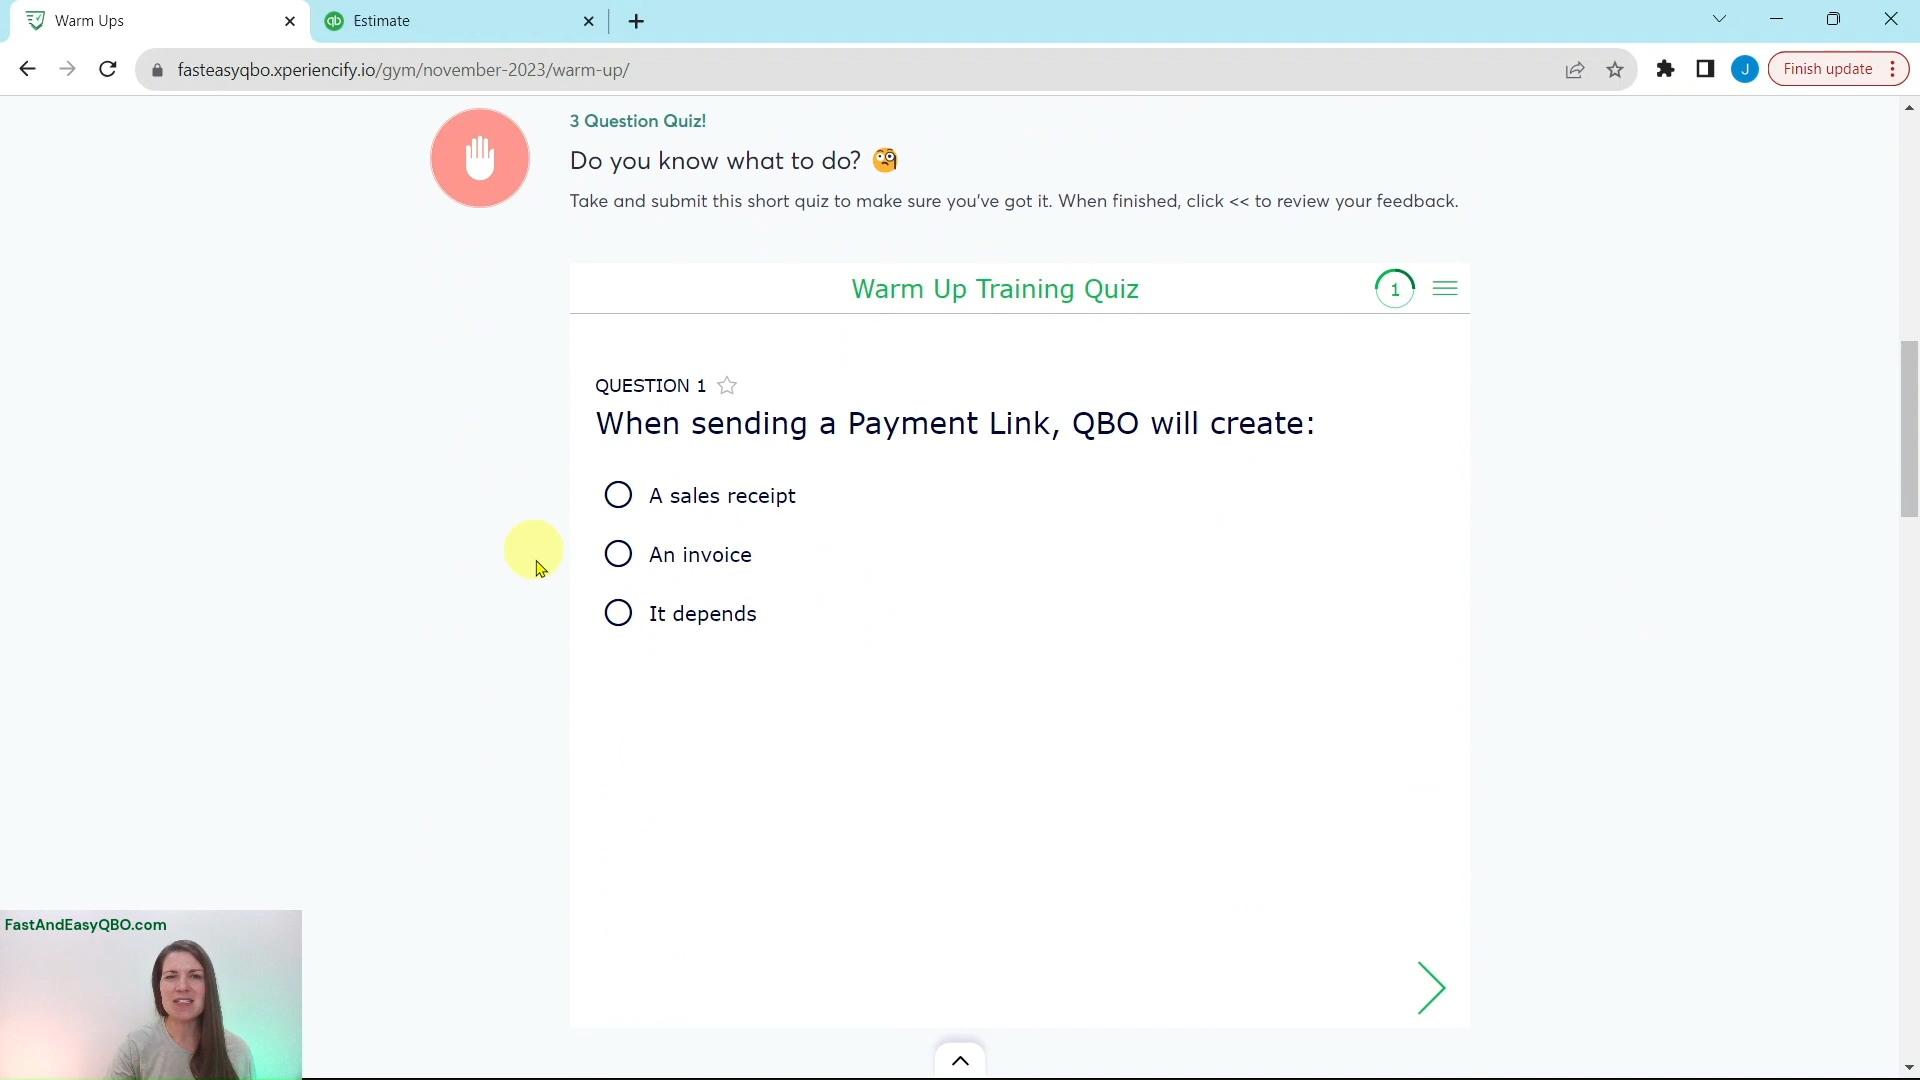 Warm Ups
qb Estimate
fasteasyqbo.xperiencify.io/gym/november-2023/warm-up/
J
Finish update
3 Question Quiz!
Do you know what to do? 🧐
Take and submit this short quiz to make sure you've got it. When finished, click << to review your feedback.
Warm Up Training Quiz
1
QUESTION 1
When sending a Payment Link, QBO will create:
A sales receipt
An invoice
It depends
FastAndEasyQBO.com